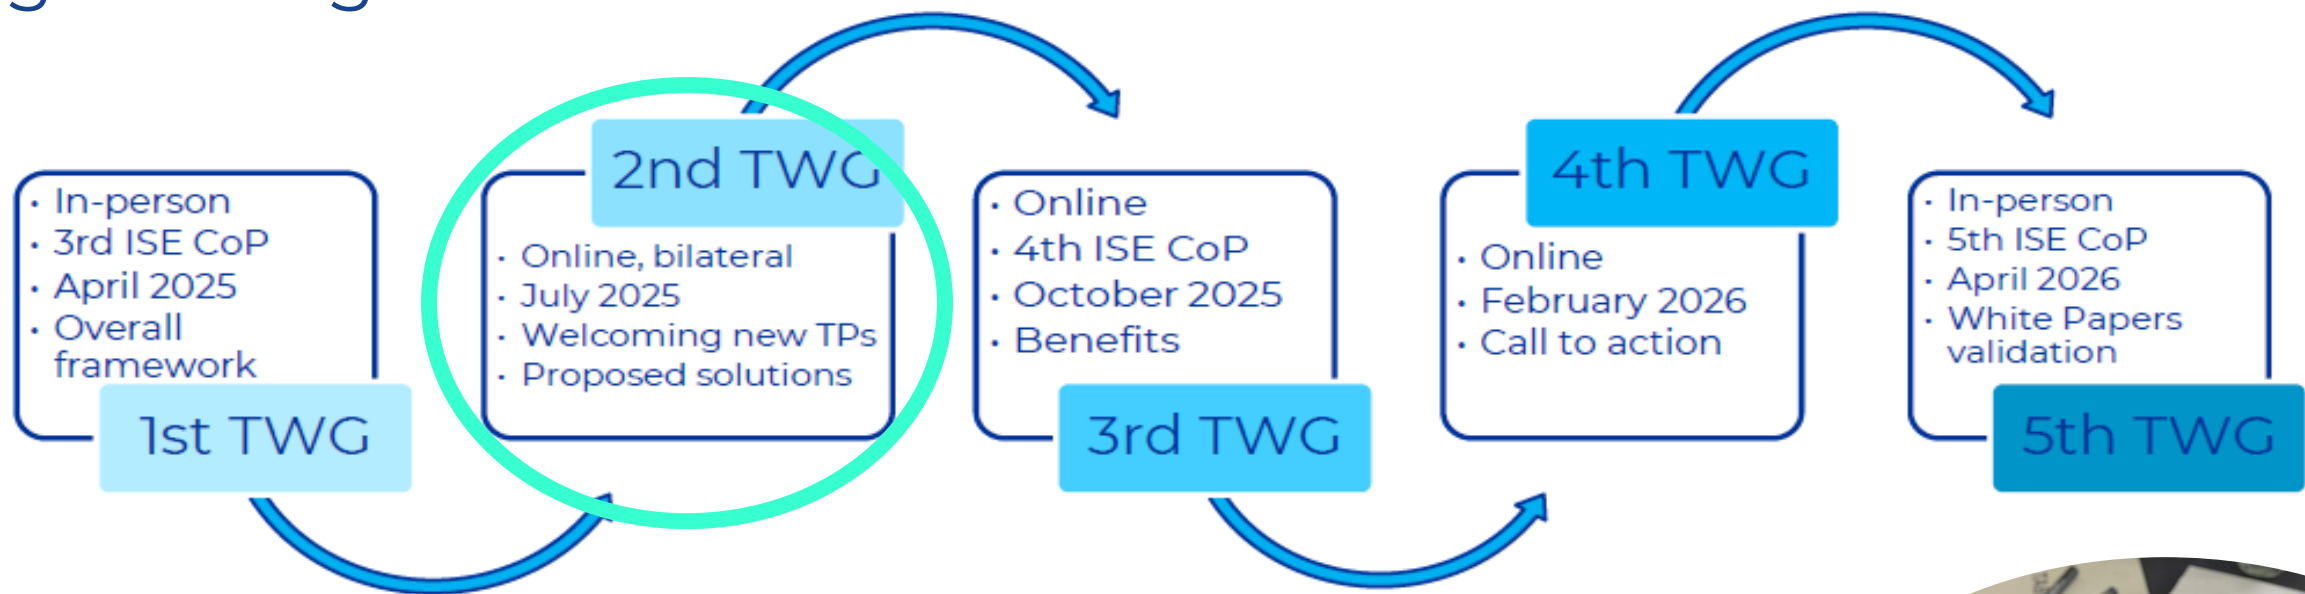 • In-person
• 3rd ISE CoP
• April 2025
• Overall
framework
1st TWG
2nd TWG
• Online, bilateral
• July 2025
• Welcoming new TPs
• Proposed solutions
• Online
• 4th ISE CoP
• October 2025
• Benefits
3rd TWG
4th TWG
• Online
• February 2026
• Call to action
• In-person
• 5th ISE CoP
• April 2026
• White Papers
validation
5th TWG